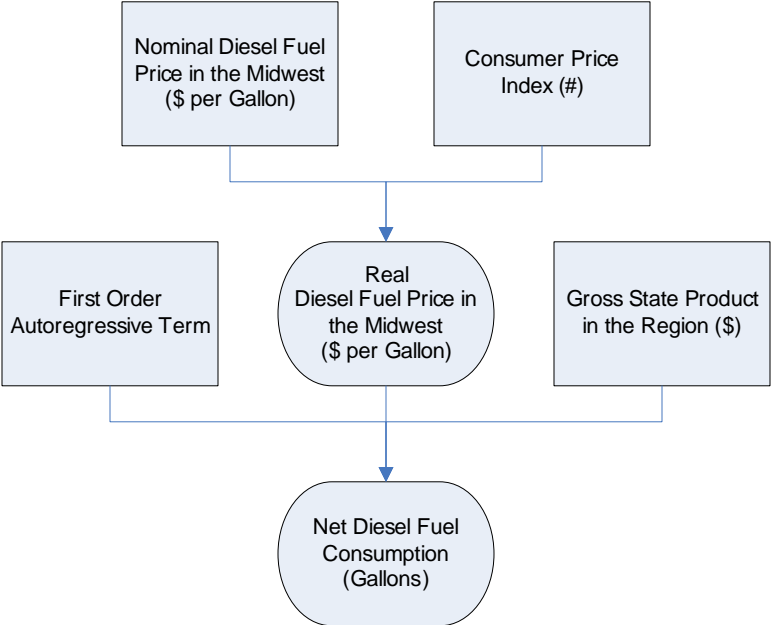 Nominal Diesel Fuel
Price in the Midwest
($ per Gallon)
Consumer Price
Index (#)
First Order
Autoregressive Term
Real
Diesel Fuel Price in
the Midwest
($ per Gallon)
Gross State Product
in the Region ($)
Net Diesel Fuel
Consumption
(Gallons)